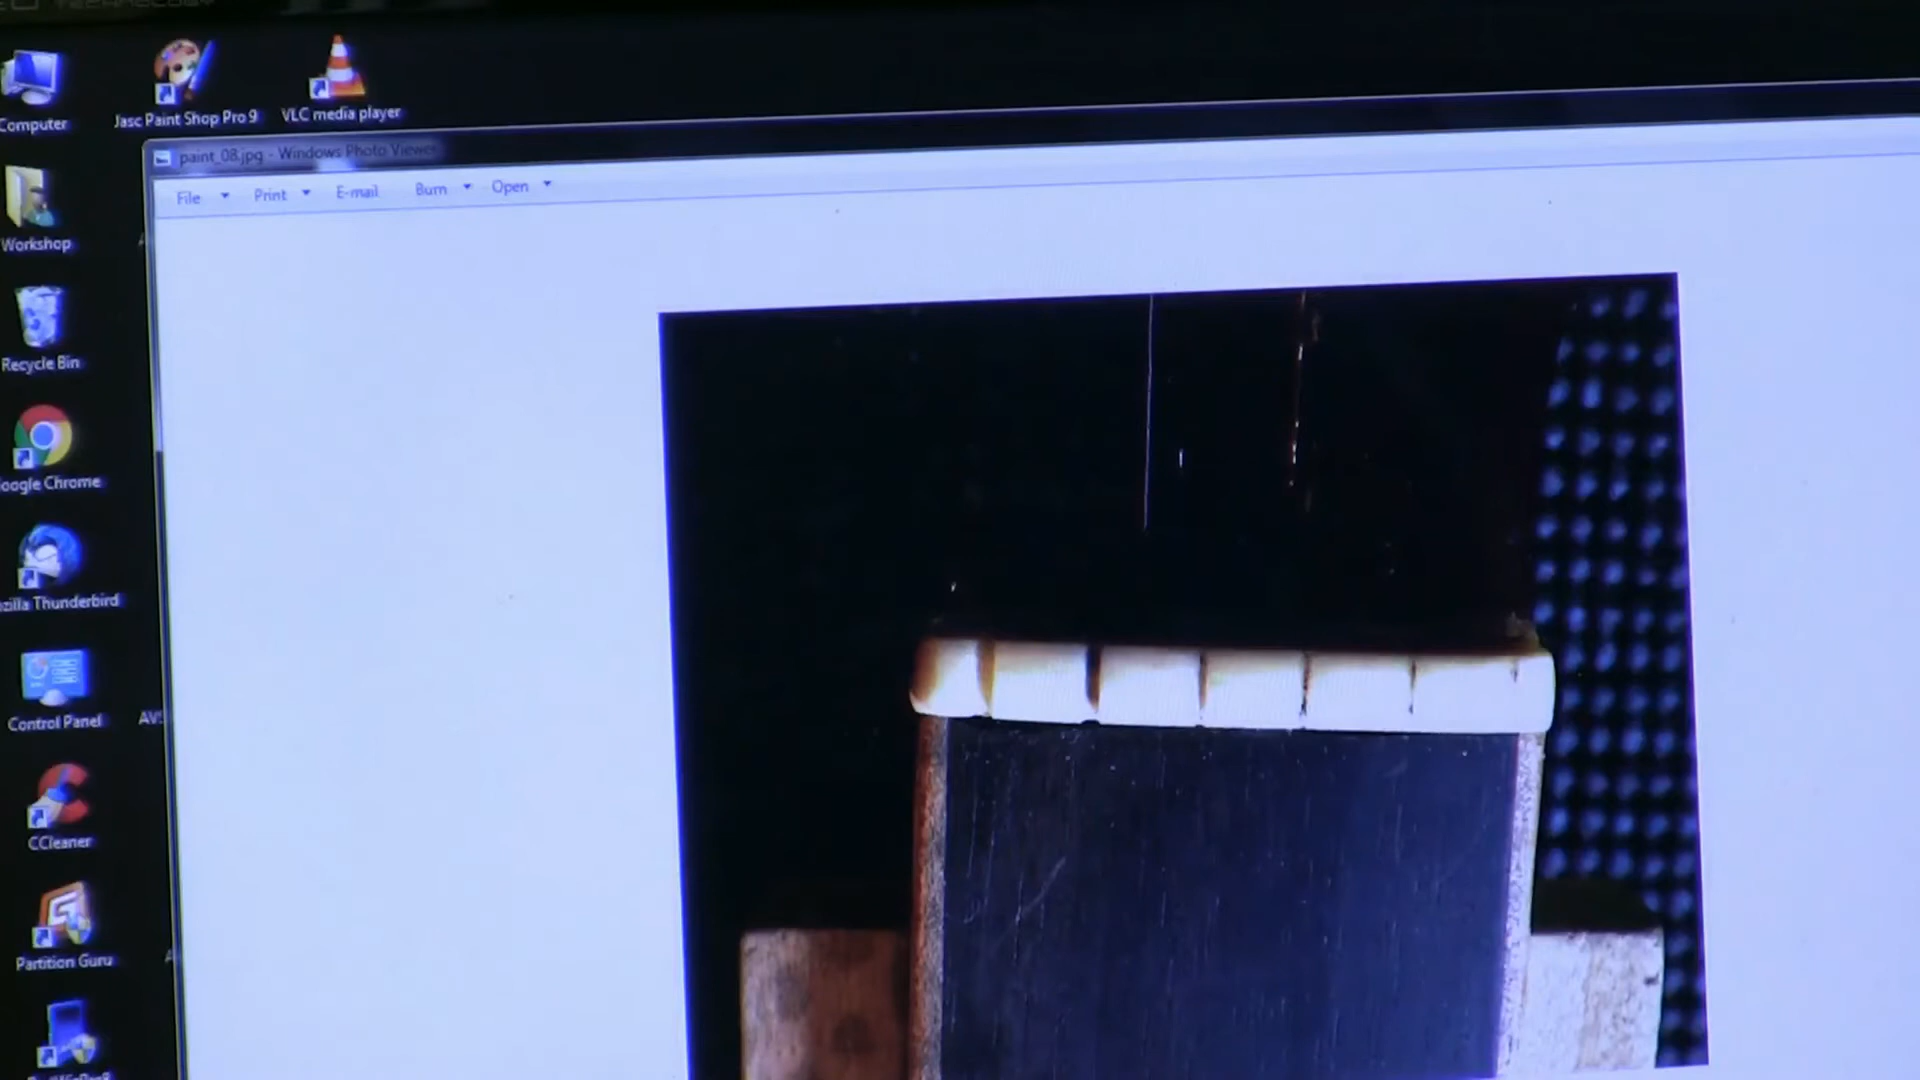 Computer
Jasc Paint Shop Pro 9
VLC media player
paint_08.jpg - Windows Photo Viewer
File
Print
E-mail
Burn
Open
Workshop
Recycle Bin
oogle Chrome
zilla Thunderbird
Control Panel
AVS
CCleaner
Partition Guru